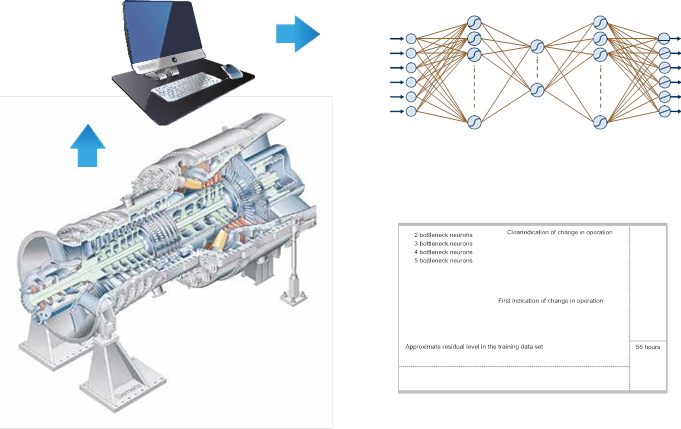 2 bottleneck neurons
3 bottleneck neurons
4 bottleneck neurons
5 bottleneck neurons
Clearindication of change in operation
First indication of change in operation
Approximate residual level in the training data set
56 hours